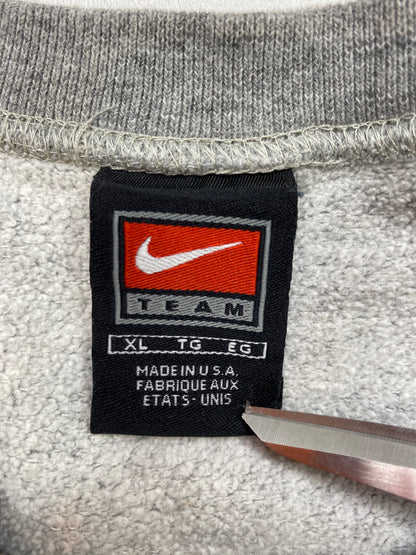 TEAM
XL TG EG
MADE IN U.S.A.
FABRIQUE AUX
ETATS-UNIS